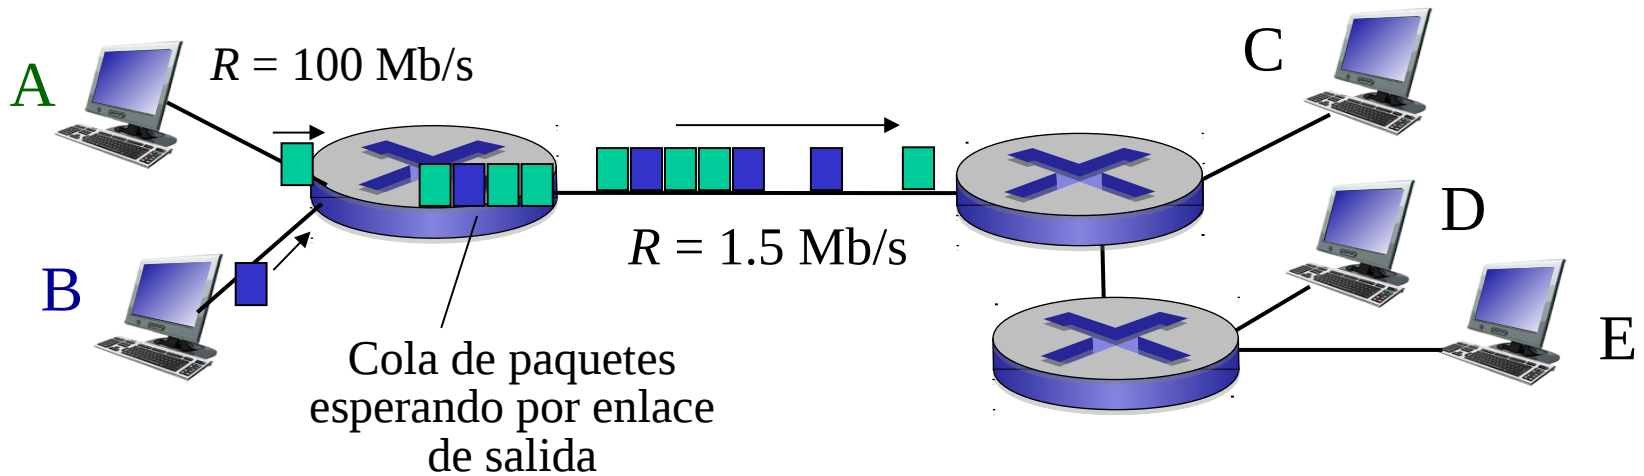 A
R = 100 Mb/s
C
D
B
R = 1.5 Mb/s
E
Cola de paquetes
esperando por enlace
de salida